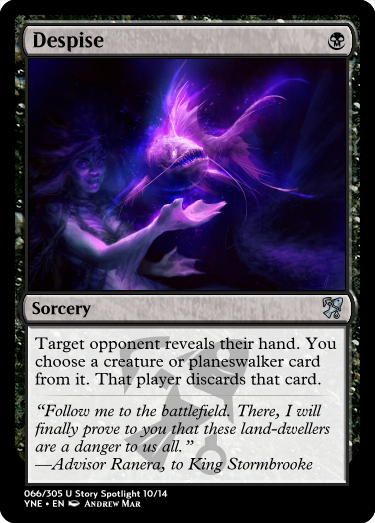 Despise
Sorcery
Target opponent reveals their hand. You
choose a creature or planeswalker card
from it. That player discards that card.
“Follow me to the battlefield. There, I will
finally prove to you that these land-dwellers
are a danger to us all.”
—Advisor Ranera, to King Stormbrooke
066/305 U Story Spotlight 10/14
YNE • EN Andrew Mar